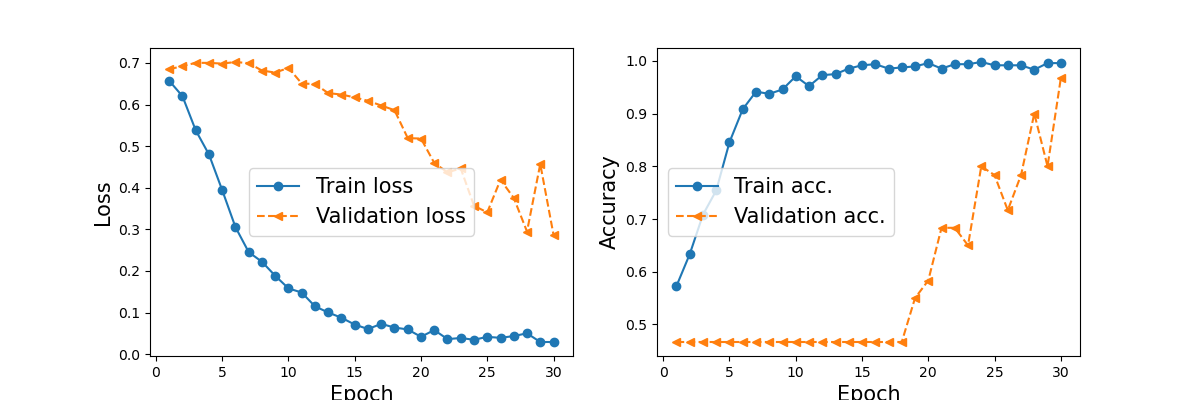 0.7
0.6
0.5
0.4
0.3
0.2
0.1
0.0
Loss
Train loss
Validation loss
0 5 10 15 20 25 30
Epoch
1.0
0.9
0.8
0.7
0.6
0.5
Accuracy
Train acc.
Validation acc.
0 5 10 15 20 25 30
Epoch